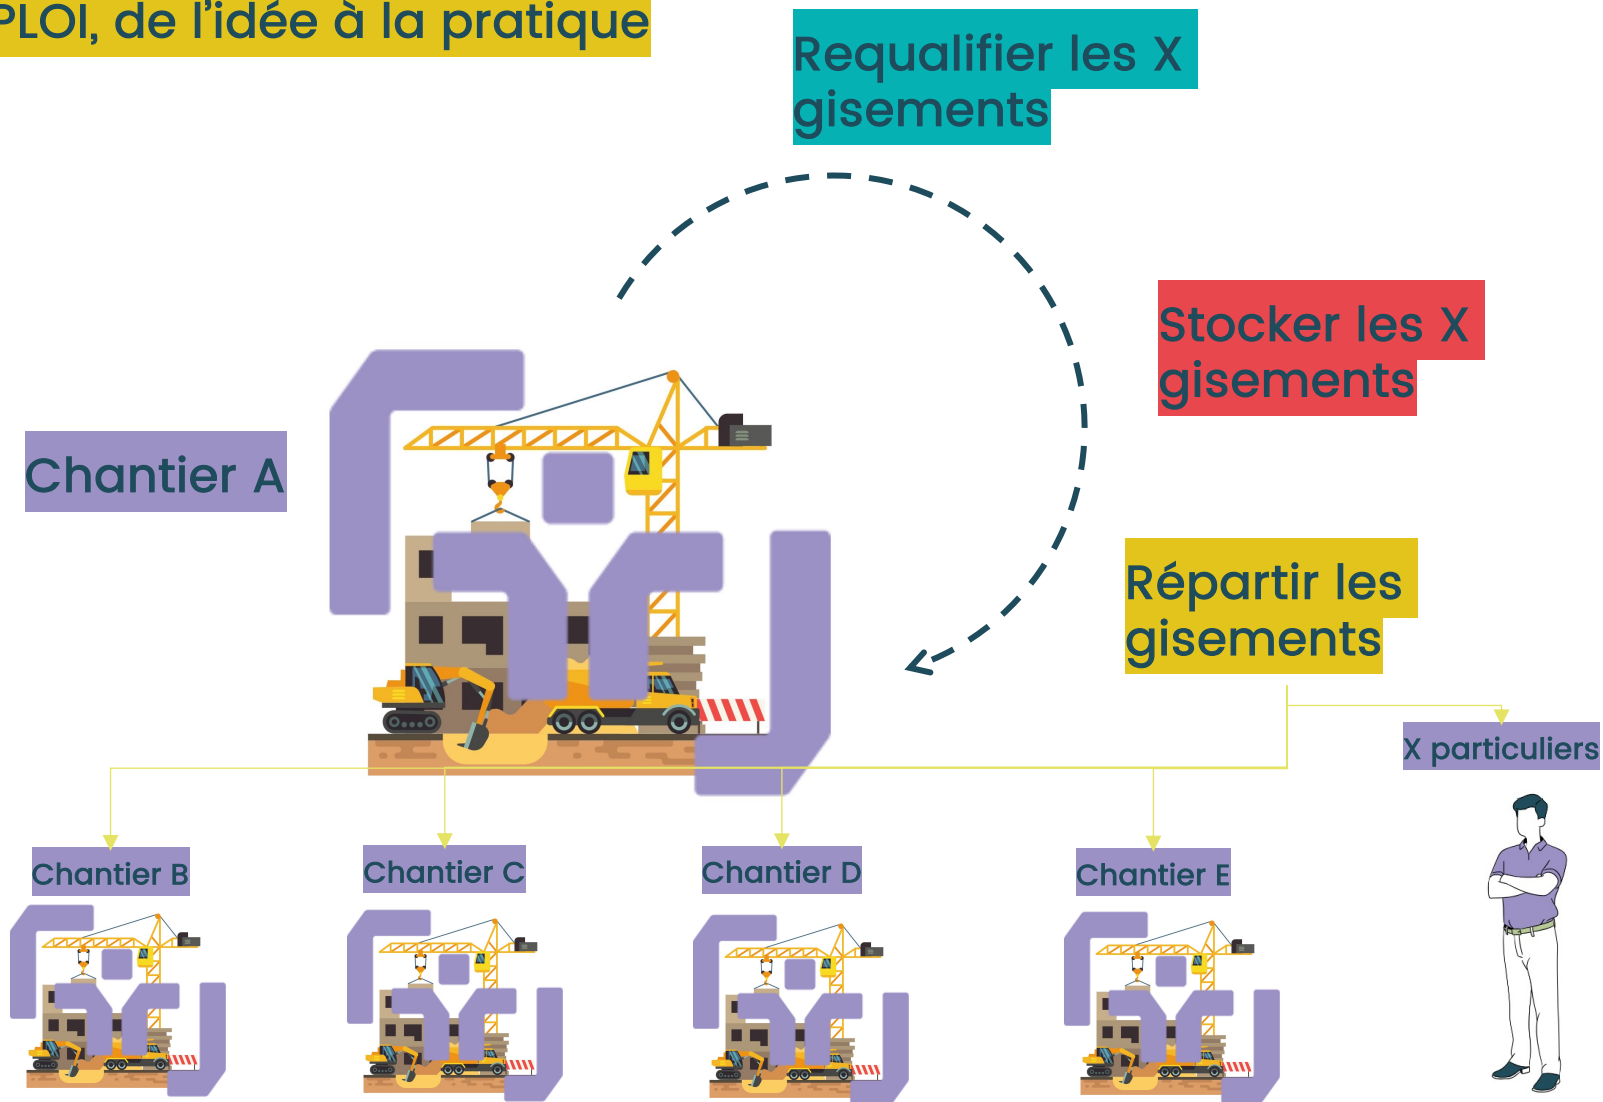 PLOI, de l'idée à la pratique
Requalifier les X
gisements
Stocker les X
gisements
Chantier A
Répartir les
gisements
X particuliers
Chantier B
Chantier C
Chantier D
Chantier E